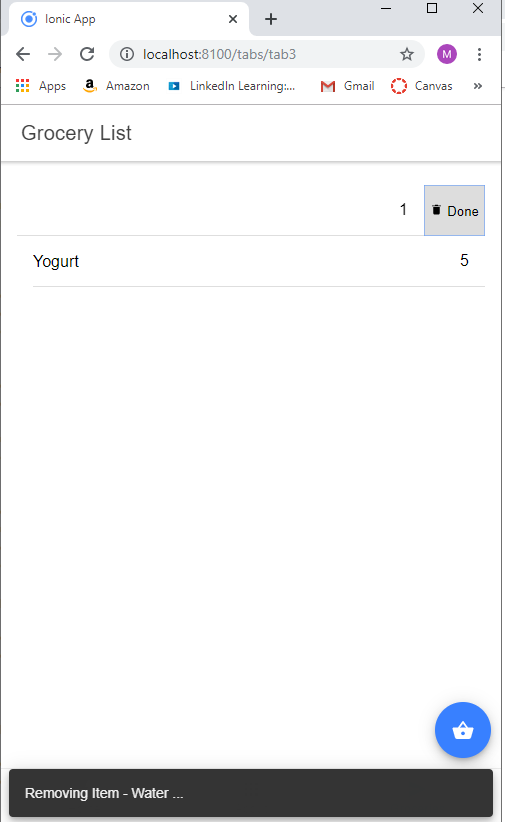 Ionic App
localhost:8100/tabs/tab3
M
Apps
Amazon
LinkedIn Learning:...
Gmail
Canvas
»
Grocery List
1
Done
Yogurt
5
Removing Item - Water ...